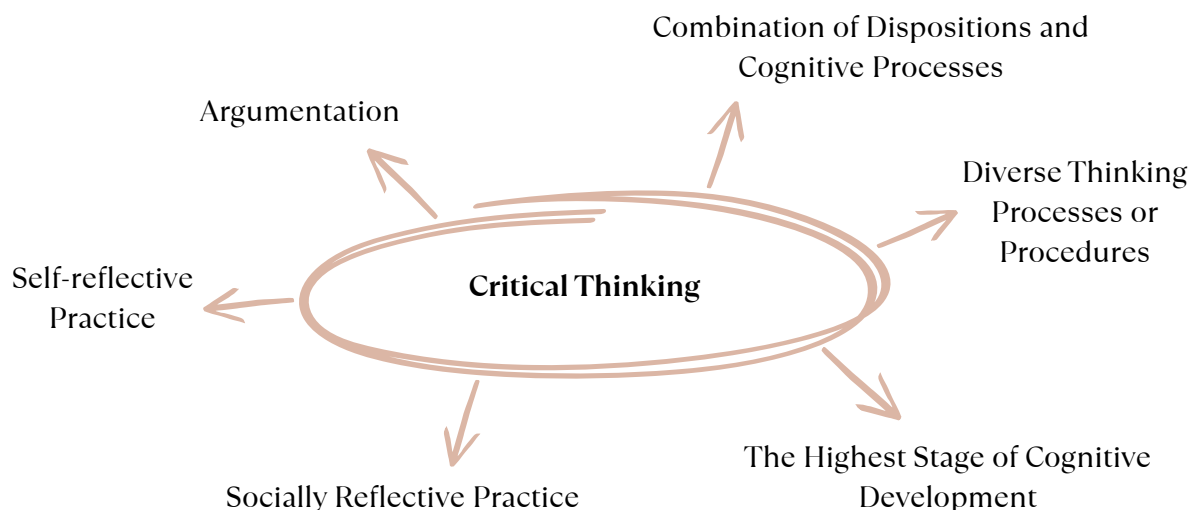 Combination of Dispositions and
Cognitive Processes
Argumentation
Diverse Thinking
Processes or
Procedures
Self-reflective
Practice
Critical Thinking
The Highest Stage of Cognitive
Development
Socially Reflective Practice